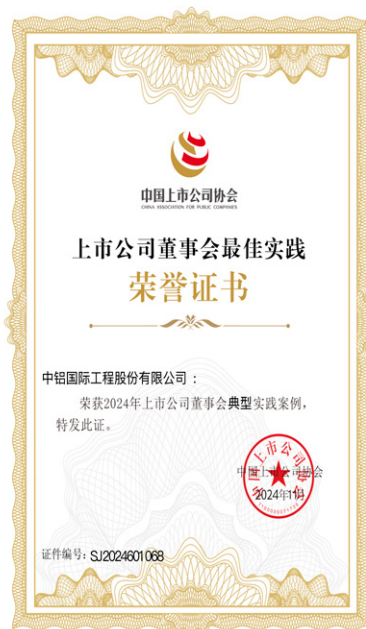 中国上市公司协会
CHINA ASSOCIATION FOR PUBLIC COMPANIES
上市公司董事会最佳实践
荣誉证书
中铝国际工程股份有限公司：
荣获2024年上市公司董事会典型实践案例，
特发此证。
中国上市公司协会
2024年11月
证件编号：SJ2024601068